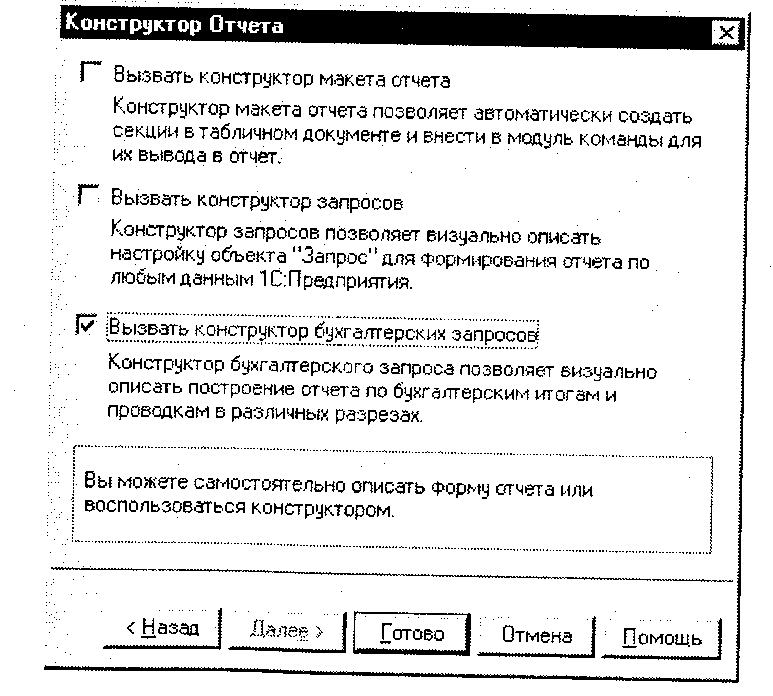 Конструктор Отчета
Вызвать конструктор макета отчета
Конструктор макета отчета позволяет автоматически создать
секции в табличном документе и внести в модуль команды для
их вывода в отчет.
Вызвать конструктор запросов
Конструктор запросов позволяет визуально описать
настройку объекта "Запрос" для формирования отчета по
любым данным 1С:Предприятия.
Вызвать конструктор бухгалтерских запросов
Конструктор бухгалтерского запроса позволяет визуально
описать построение отчета по бухгалтерским итогам и
проводкам в различных разрезах.
Вы можете самостоятельно описать форму отчета или
воспользоваться конструктором.
< Назад Далее > Готово Отмена Помощь